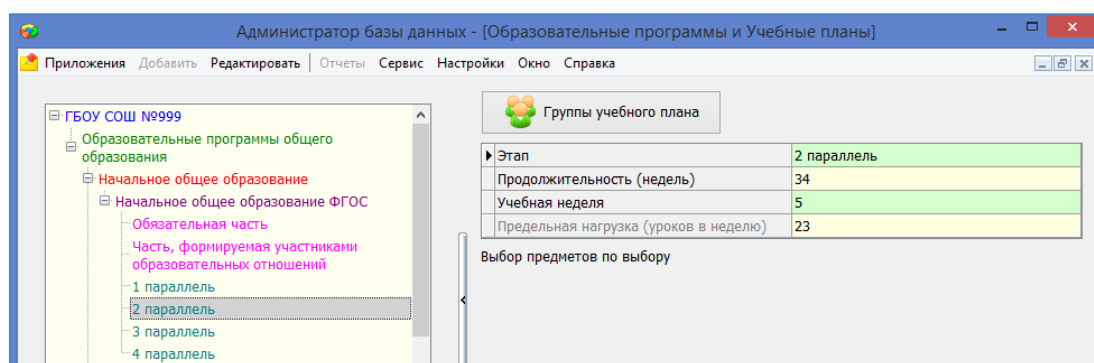 Администратор базы данных - [Образовательные программы и Учебные планы]
Приложения Добавить Редактировать Отчеты Сервис Настройки Окно Справка
ГБОУ СОШ №999
Образовательные программы общего
образования
Начальное общее образование
Начальное общее образование ФГОС
Обязательная часть
Часть, формируемая участниками
образовательных отношений
1 параллель
2 параллель
3 параллель
4 параллель
Группы учебного плана
Этап 2 параллель
Продолжительность (недель) 34
Учебная неделя 5
Предельная нагрузка (уроков в неделю) 23
Выбор предметов по выбору